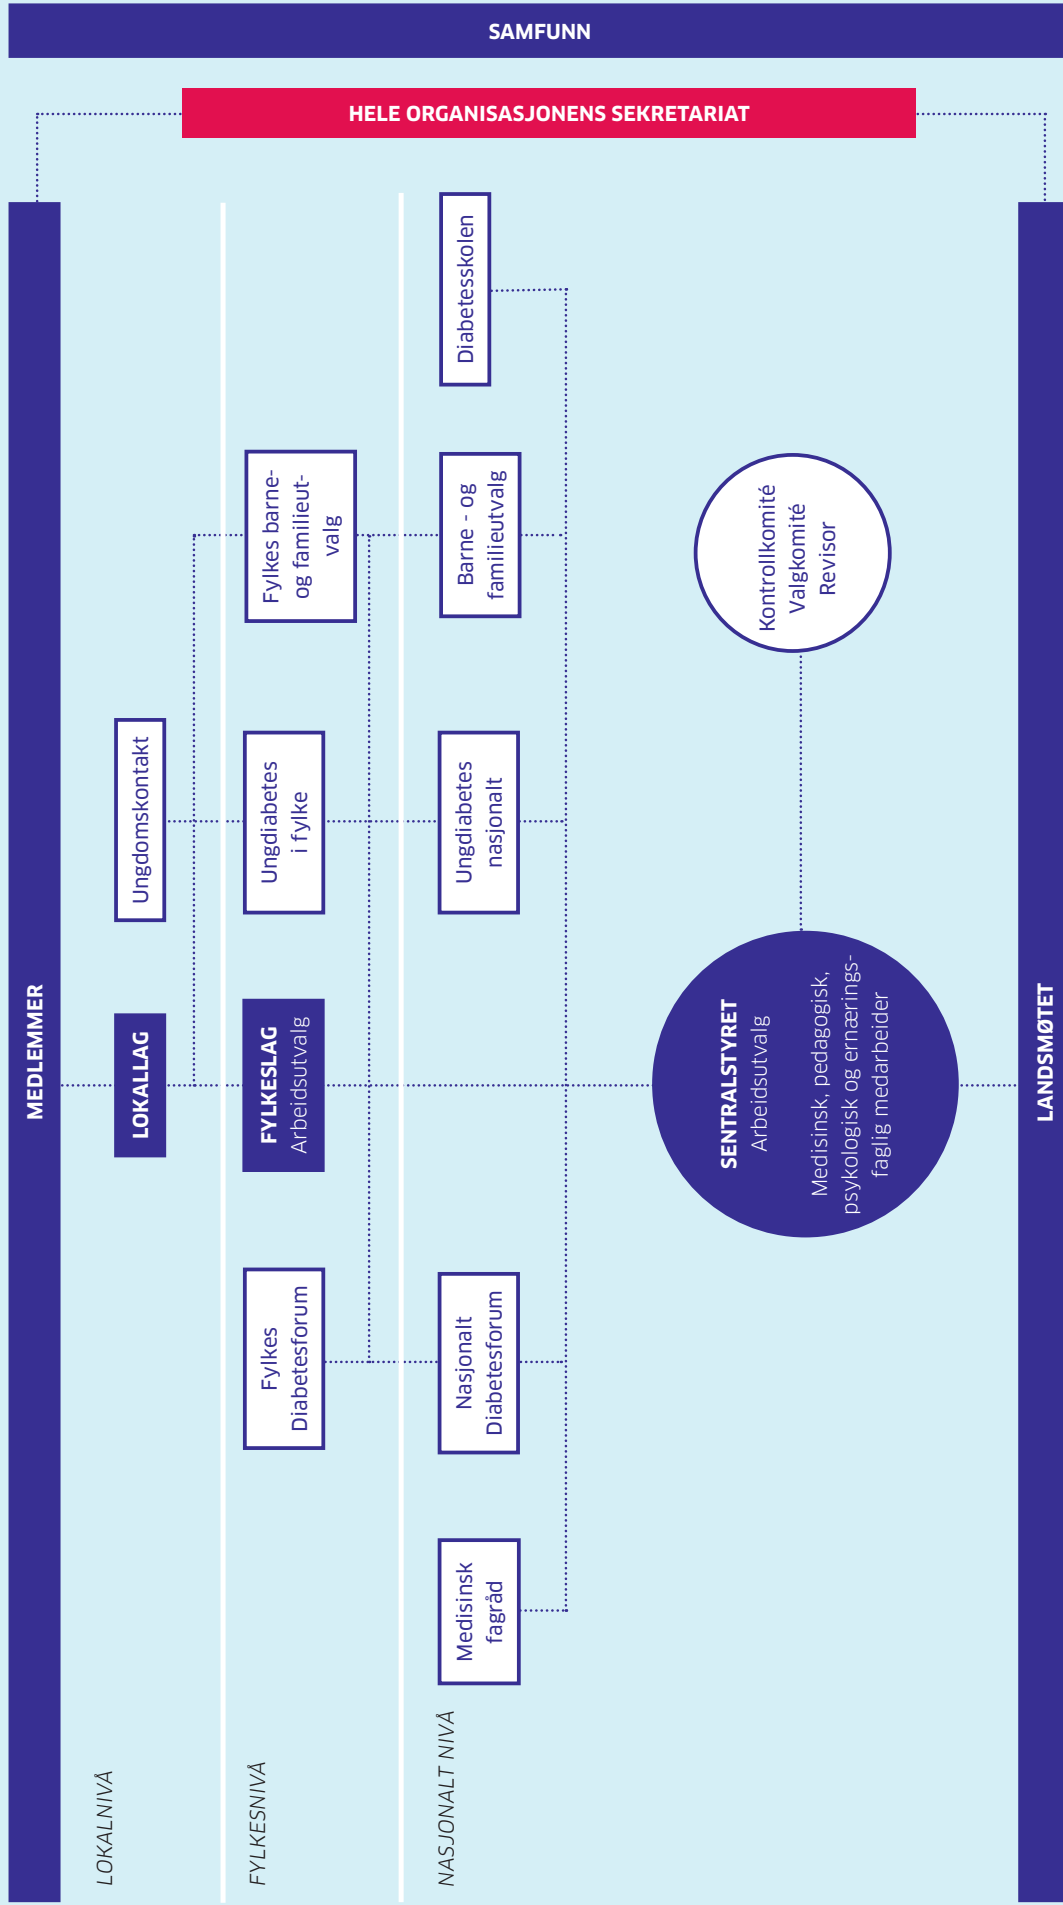 SAMFUNN
HELE ORGANISASJONENS SEKRETARIAT
MEDLEMMER
LOKALNIVÅ
LOKALLAG
Ungdomskontakt
FYLKESNIVÅ
Fylkes
Diabetesforum
FYLKESLAG
Arbeidsutvalg
Ungdiabetes
i fylke
Fylkes barne-
og familieut-
valg
NASJONALT NIVÅ
Medisinsk
fagråd
Nasjonalt
Diabetesforum
Ungdiabetes
nasjonalt
Barne - og
familieutvalg
Diabetesskolen
SENTRALSTYRET
Arbeidsutvalg
Medisinsk, pedagogisk,
psykologisk og ernærings-
faglig medarbeider
Kontrollkomité
Valgkomité
Revisor
LANDSMØTET